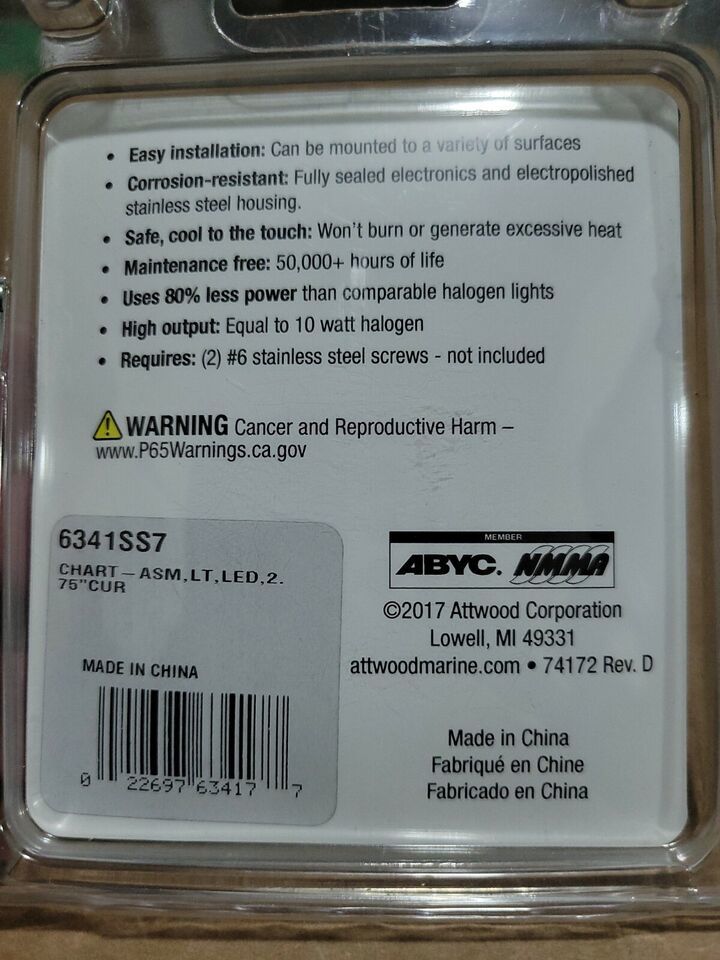 • Easy installation: Can be mounted to a variety of surfaces
• Corrosion-resistant: Fully sealed electronics and electropolished
stainless steel housing.
• Safe, cool to the touch: Won't burn or generate excessive heat
• Maintenance free: 50,000+ hours of life
• Uses 80% less power than comparable halogen lights
• High output: Equal to 10 watt halogen
• Requires: (2) #6 stainless steel screws - not included
WARNING Cancer and Reproductive Harm –
www.P65Warnings.ca.gov
6341SS7
CHART–ASM,LT,LED,2.
75"CUR
MADE IN CHINA
0 22697 63417 7
MEMBER
ABYC. NMMA
©2017 Attwood Corporation
Lowell, MI 49331
attwoodmarine.com • 74172 Rev. D
Made in China
Fabriqué en Chine
Fabricado en China